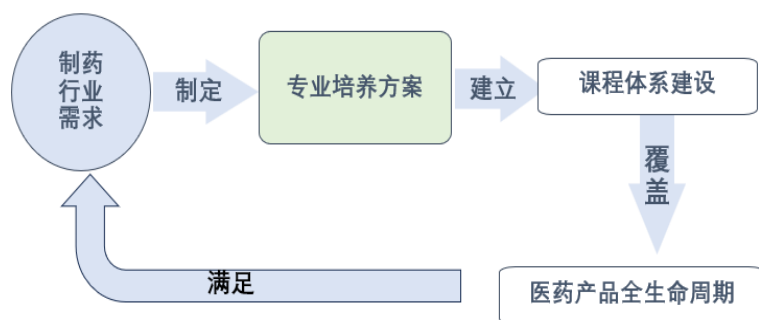 制药
行业
需求
制定
专业培养方案
建立
课程体系建设
覆
盖
医药产品全生命周期
满足